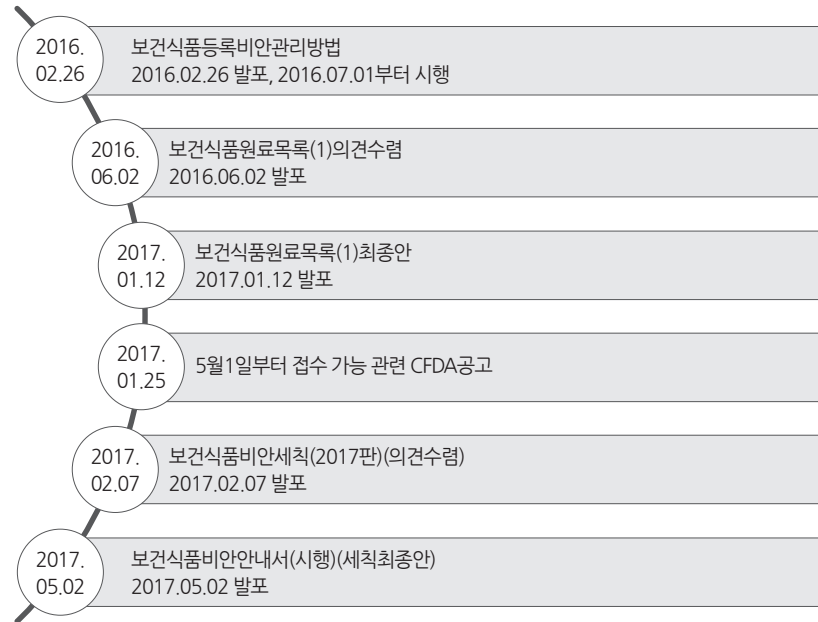 2016.
02.26
보건식품등록비안관리방법
2016.02.26 발포, 2016.07.01부터 시행
2016.
06.02
보건식품원료목록(1)의견수렴
2016.06.02 발포
2017.
01.12
보건식품원료목록(1)최종안
2017.01.12 발포
2017.
01.25
5월1일부터 접수 가능 관련 CFDA공고
2017.
02.07
보건식품비안세칙(2017판)(의견수렴)
2017.02.07 발포
2017.
05.02
보건식품비안안내서(시행)(세칙최종안)
2017.05.02 발포